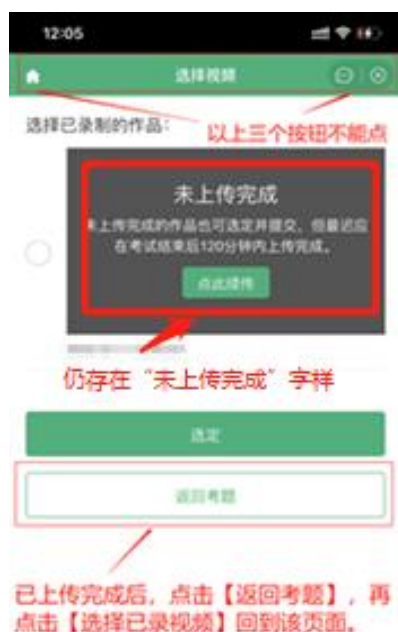 12:05
选择视频
选择已录制的作品:
以上三个按钮不能点
未上传完成
未上传完成的作品也可选定并提交，但最迟应
在考试结束后120分钟内上传完成。
点此续传
仍存在“未上传完成”字样
选定
返回考题
已上传完成后，点击【返回考题】，再
点击【选择已录视频】回到该页面。